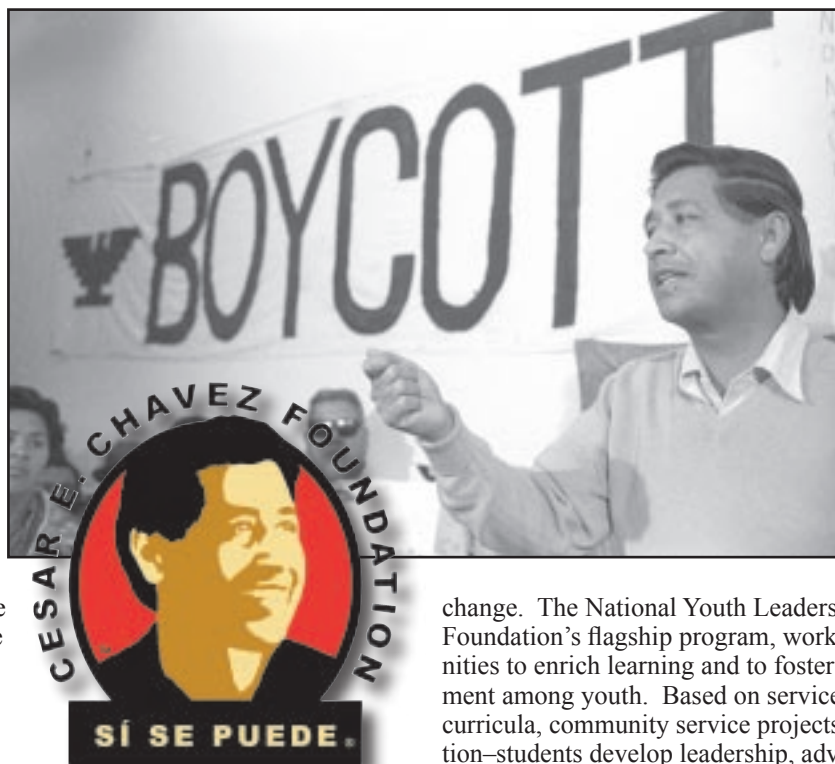 BOYCOTT
CESAR E. CHAVEZ FOUNDATION
SÍ SE PUEDE®
e
e
change. The National Youth Leaders
Foundation’s flagship program, work
nities to enrich learning and to foster
ment among youth. Based on service
curricula, community service projects
tion–students develop leadership, adv